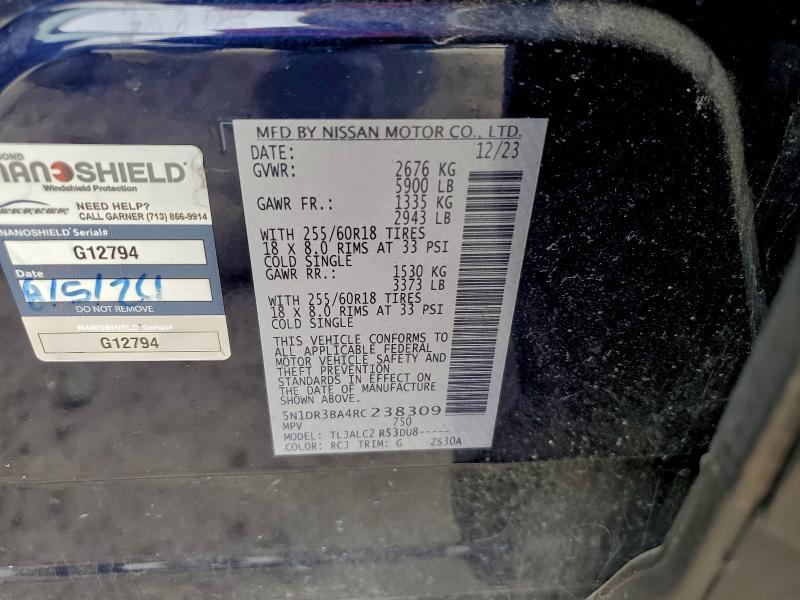 NANOSHIELD
Windshield Protection
NEED HELP?
CALL GARNER (713) 866-9914
NANOSHIELD Serial#
G12794
Date
DO NOT REMOVE
NANOSHIELD Serial#
G12794
MFD BY NISSAN MOTOR CO., LTD.
DATE: 12/23
GVWR: 2676 KG
5900 LB
GAWR FR.: 1335 KG
2943 LB
WITH 255/60R18 TIRES
18 X 8.0 RIMS AT 33 PSI
COLD SINGLE
GAWR RR.: 1530 KG
3373 LB
WITH 255/60R18 TIRES
18 X 8.0 RIMS AT 33 PSI
COLD SINGLE
THIS VEHICLE CONFORMS TO
ALL APPLICABLE FEDERAL
MOTOR VEHICLE SAFETY AND
THEFT PREVENTION
STANDARDS IN EFFECT ON
THE DATE OF MANUFACTURE
SHOWN ABOVE.
5N1DR3BA4RC238309
MPV 750
MODEL: TLJALC2 R53DU8-----
COLOR: RCJ TRIM: G ZS30A